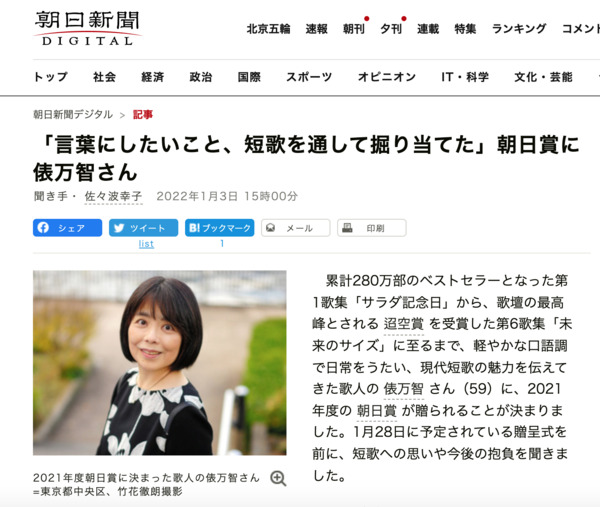 朝日新聞
DIGITAL
北京五輪 速報 朝刊 夕刊 連載 特集 ランキング コメント
トップ 社会 経済 政治 国際 スポーツ オピニオン IT・科学 文化・芸能
朝日新聞デジタル > 記事
「言葉にしたいこと、短歌を通して掘り当てた」朝日賞に
俵万智さん
聞き手・ 佐々波幸子 2022年1月3日 15時00分
シェア ツイート B! ブックマーク メール 印刷
list 1
累計280万部のベストセラーとなった第
1歌集「サラダ記念日」から、歌壇の最高
峰とされる 迢空賞 を受賞した第6歌集「未
来のサイズ」に至るまで、軽やかな口語調
で日常をうたい、現代短歌の魅力を伝えて
きた歌人の 俵万智 さん（59）に、2021
年度の 朝日賞 が贈られることが決まりま
した。1月28日に予定されている贈呈式を
前に、短歌への思いや今後の抱負を聞きま
した。
2021年度朝日賞に決まった歌人の俵万智さん
=東京都中央区、竹花徹朗撮影